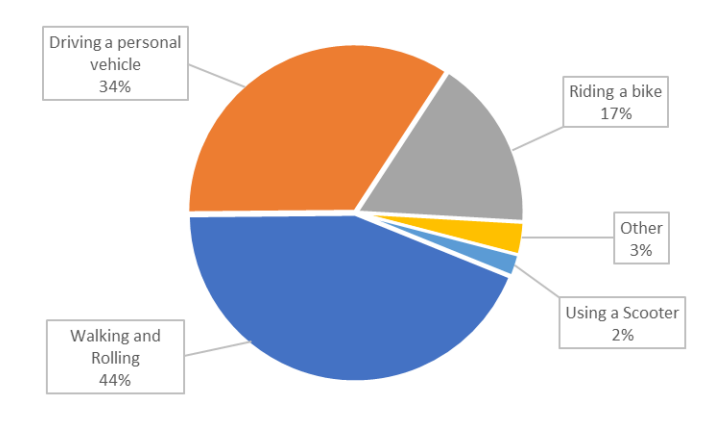 Driving a personal
vehicle
34%
Riding a bike
17%
Other
3%
Using a Scooter
2%
Walking and
Rolling
44%